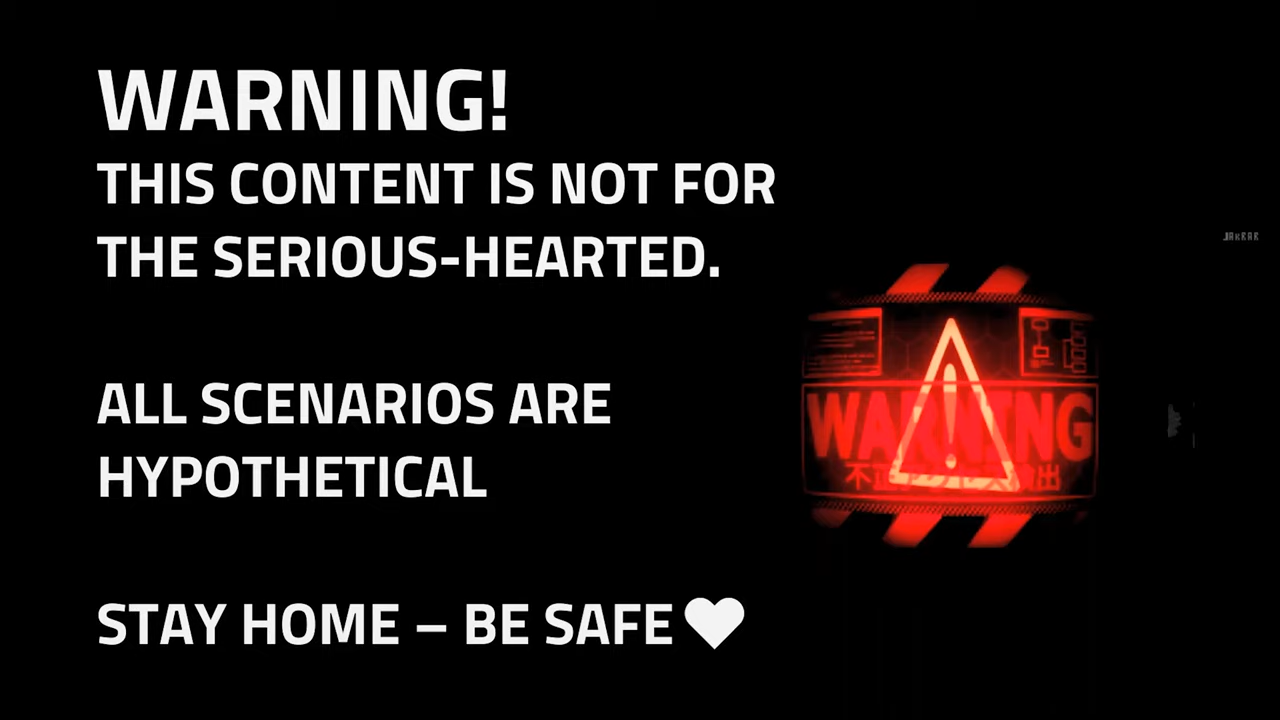 WARNING!
THIS CONTENT IS NOT FOR
THE SERIOUS-HEARTED.
ALL SCENARIOS ARE
HYPOTHETICAL
STAY HOME – BE SAFE ♥
WARNING